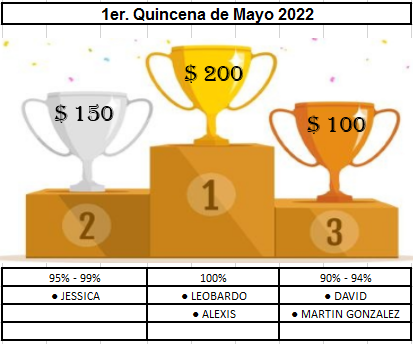 1er. Quincena de Mayo 2022
$ 200
$ 150
$ 100
1
2
3
95% - 99% 100% 90% - 94%
● JESSICA ● LEOBARDO ● DAVID
● ALEXIS ● MARTIN GONZALEZ